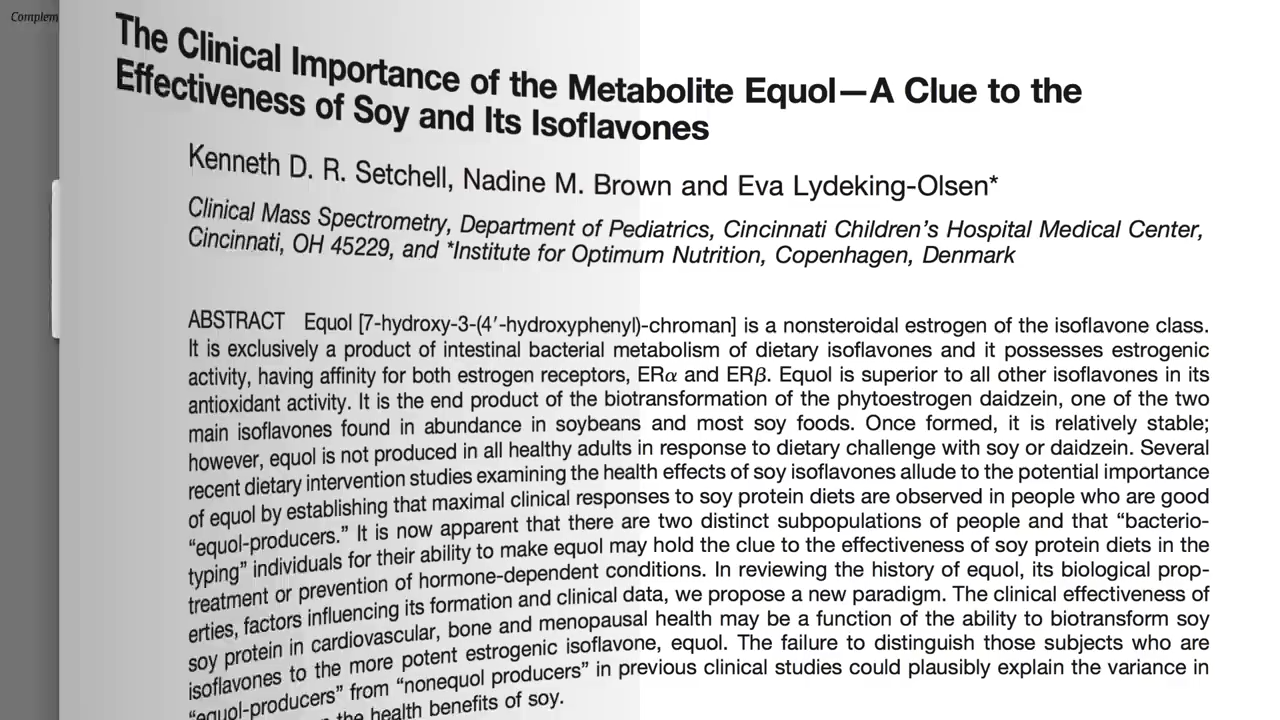 Complem
The Clinical Importance of the Metabolite Equol—A Clue to the
Effectiveness of Soy and Its Isoflavones
Kenneth D. R. Setchell, Nadine M. Brown and Eva Lydeking-Olsen*
Clinical Mass Spectrometry, Department of Pediatrics, Cincinnati Children’s Hospital Medical Center,
Cincinnati, OH 45229, and *Institute for Optimum Nutrition, Copenhagen, Denmark
ABSTRACT Equol [7-hydroxy-3-(4′-hydroxyphenyl)-chroman] is a nonsteroidal estrogen of the isoflavone class.
It is exclusively a product of intestinal bacterial metabolism of dietary isoflavones and it possesses estrogenic
activity, having affinity for both estrogen receptors, ERα and ERβ. Equol is superior to all other isoflavones in its
antioxidant activity. It is the end product of the biotransformation of the phytoestrogen daidzein, one of the two
main isoflavones found in abundance in soybeans and most soy foods. Once formed, it is relatively stable;
however, equol is not produced in all healthy adults in response to dietary challenge with soy or daidzein. Several
recent dietary intervention studies examining the health effects of soy isoflavones allude to the potential importance
of equol by establishing that maximal clinical responses to soy protein diets are observed in people who are good
“equol-producers.” It is now apparent that there are two distinct subpopulations of people and that “bacterio-
typing” individuals for their ability to make equol may hold the clue to the effectiveness of soy protein diets in the
treatment or prevention of hormone-dependent conditions. In reviewing the history of equol, its biological prop-
erties, factors influencing its formation and clinical data, we propose a new paradigm. The clinical effectiveness of
soy protein in cardiovascular, bone and menopausal health may be a function of the ability to biotransform soy
isoflavones to the more potent estrogenic isoflavone, equol. The failure to distinguish those subjects who are
“equol-producers” from “nonequol producers” in previous clinical studies could plausibly explain the variance in
the health benefits of soy.